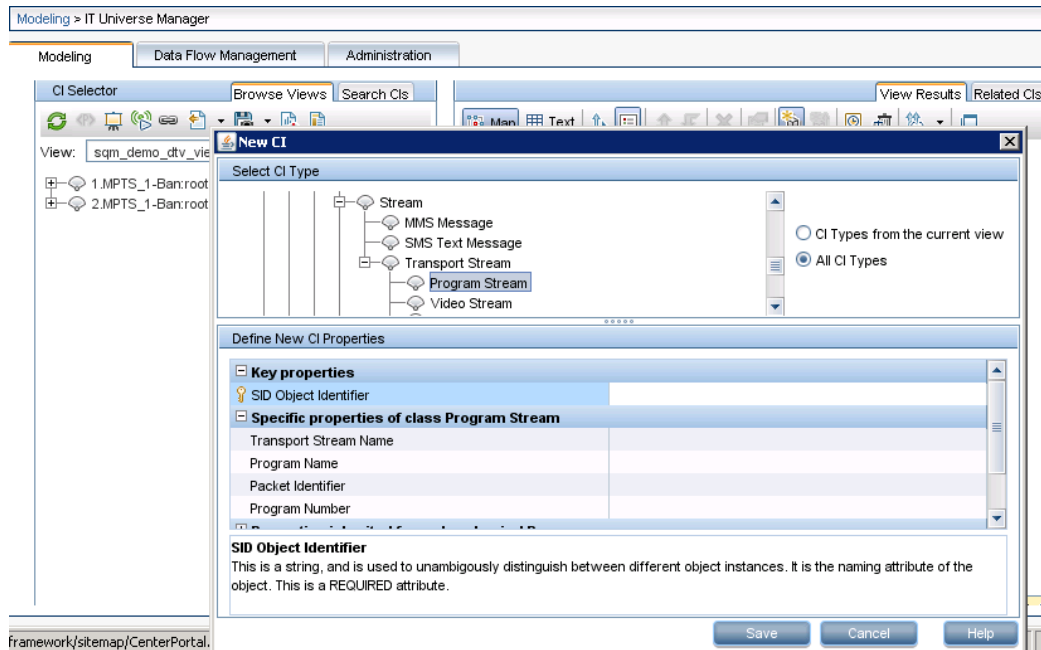 Modeling > IT Universe Manager
Modeling Data Flow Management Administration
CI Selector Browse Views Search CIs View Results Related CIs
Map Text
View: sqm_demo_dtv_vie
1.MPTS_1-Ban:root
2.MPTS_1-Ban:root
New CI
Select CI Type
Stream
MMS Message
SMS Text Message
Transport Stream
Program Stream
Video Stream
CI Types from the current view
All CI Types
Define New CI Properties
Key properties
SID Object Identifier
Specific properties of class Program Stream
Transport Stream Name
Program Name
Packet Identifier
Program Number
SID Object Identifier
This is a string, and is used to unambigously distinguish between different object instances. It is the naming attribute of the
object. This is a REQUIRED attribute.
Save Cancel Help
framework/sitemap/CenterPortal.